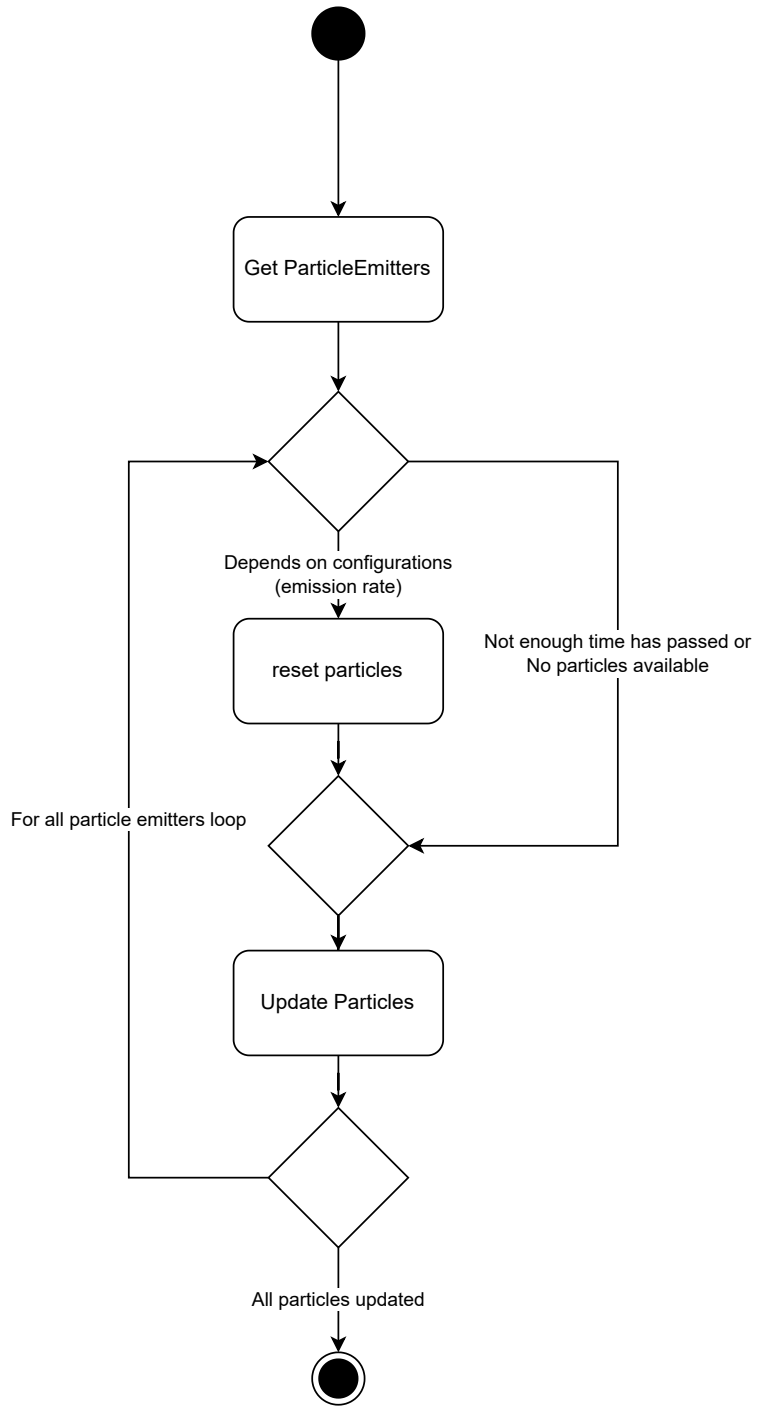 Get ParticleEmitters
Depends on configurations
(emission rate)
Not enough time has passed or
No particles available
reset particles
For all particle emitters loop
Update Particles
All particles updated